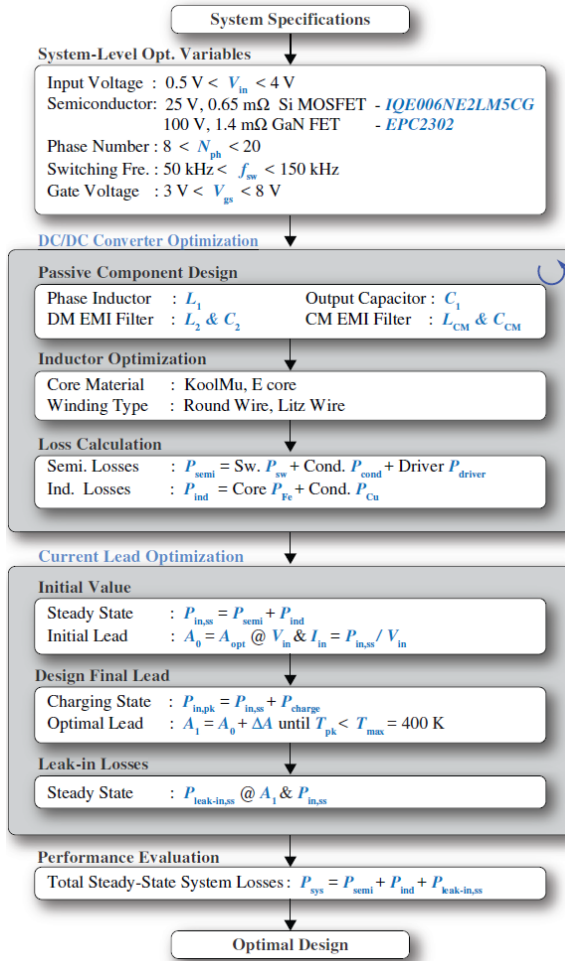 System Specifications
System-Level Opt. Variables
Input Voltage : 0.5 V < V_in < 4 V
Semiconductor: 25 V, 0.65 mΩ Si MOSFET - IQE006NE2LM5CG
100 V, 1.4 mΩ GaN FET - EPC2302
Phase Number : 8 < N_ph < 20
Switching Fre. : 50 kHz < f_sw < 150 kHz
Gate Voltage : 3 V < V_gs < 8 V
DC/DC Converter Optimization
Passive Component Design
Phase Inductor : L_1 Output Capacitor : C_1
DM EMI Filter : L_2 & C_2 CM EMI Filter : L_CM & C_CM
Inductor Optimization
Core Material : KoolMu, E core
Winding Type : Round Wire, Litz Wire
Loss Calculation
Semi. Losses : P_semi = Sw. P_sw + Cond. P_cond + Driver P_driver
Ind. Losses : P_ind = Core P_Fe + Cond. P_Cu
Current Lead Optimization
Initial Value
Steady State : P_in,ss = P_semi + P_ind
Initial Lead : A_0 = A_opt @ V_in & I_in = P_in,ss / V_in
Design Final Lead
Charging State : P_in,pk = P_in,ss + P_charge
Optimal Lead : A_1 = A_0 + ΔA until T_pk < T_max = 400 K
Leak-in Losses
Steady State : P_leak-in,ss @ A_1 & P_in,ss
Performance Evaluation
Total Steady-State System Losses : P_sys = P_semi + P_ind + P_leak-in,ss
Optimal Design